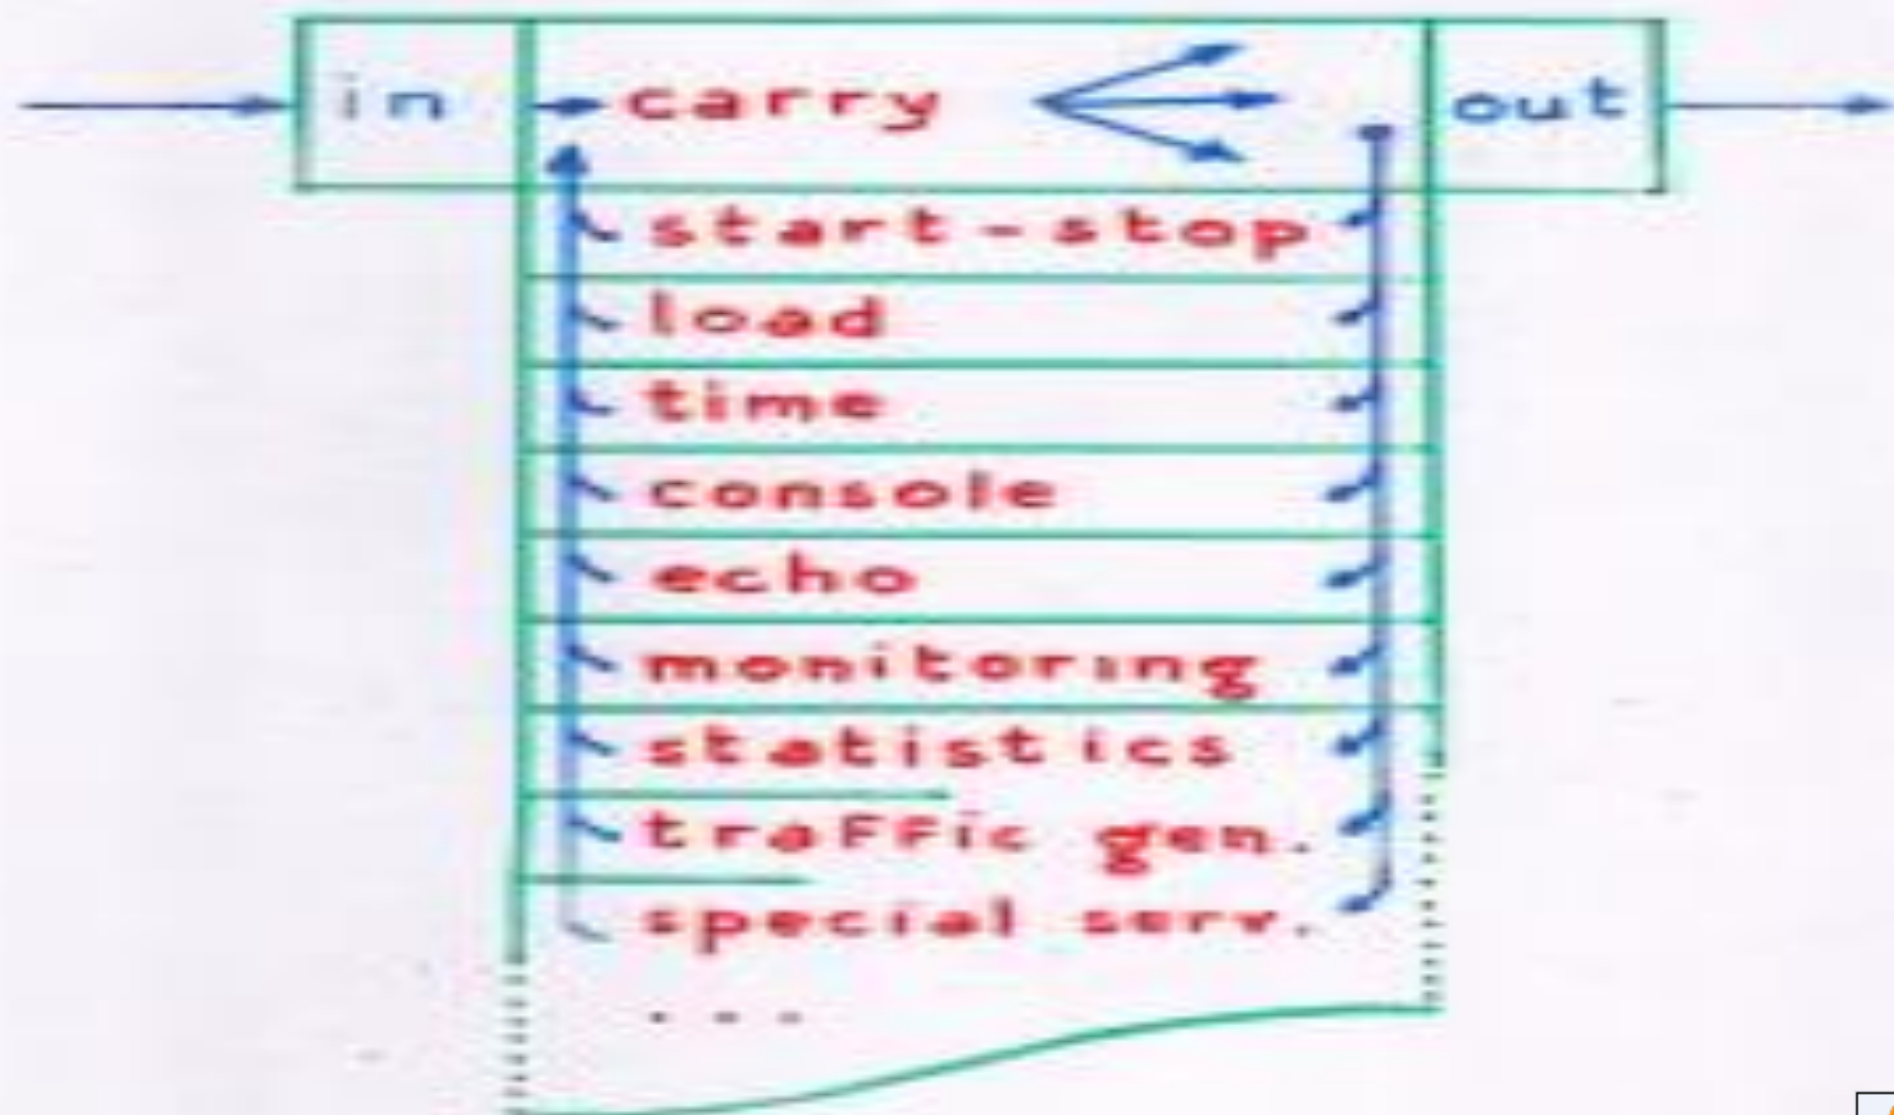 in carry out
start-stop
load
time
console
echo
monitoring
statistics
traffic gen.
special serv.
...